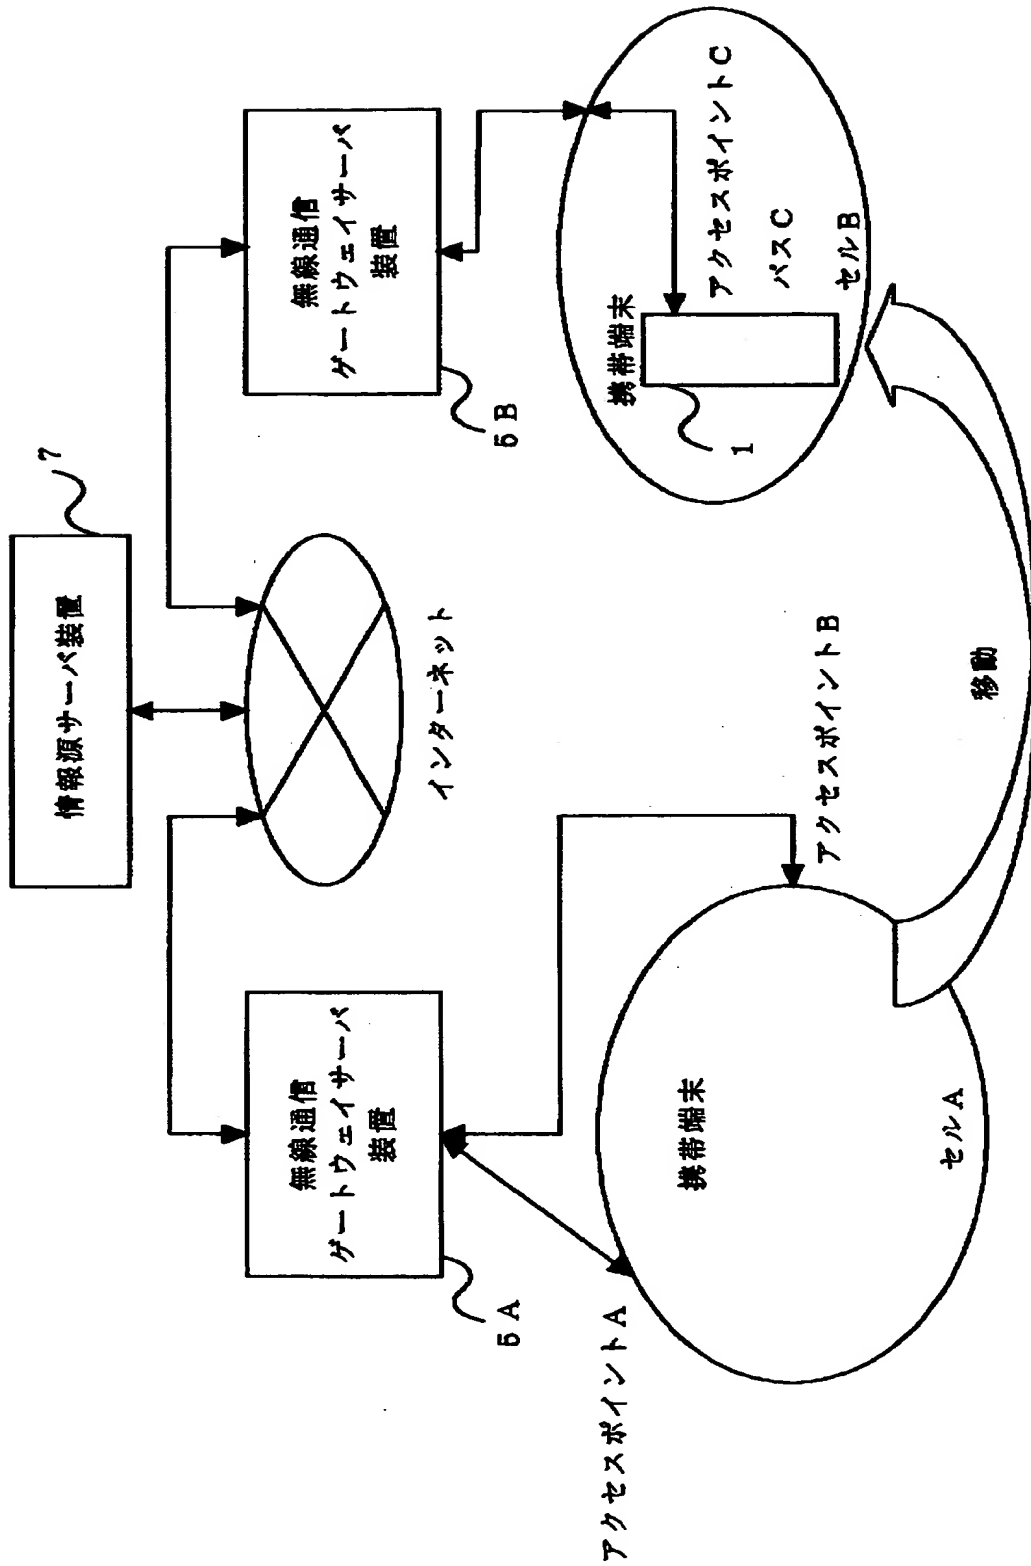 情報源サーバ装置
7
無線通信
ゲートウェイサーバ
装置
5A
インターネット
無線通信
ゲートウェイサーバ
装置
5B
アクセスポイントA
アクセスポイントB
携帯端末
セルA
移動
携帯端末
1
アクセスポイントC
パスC
セルB